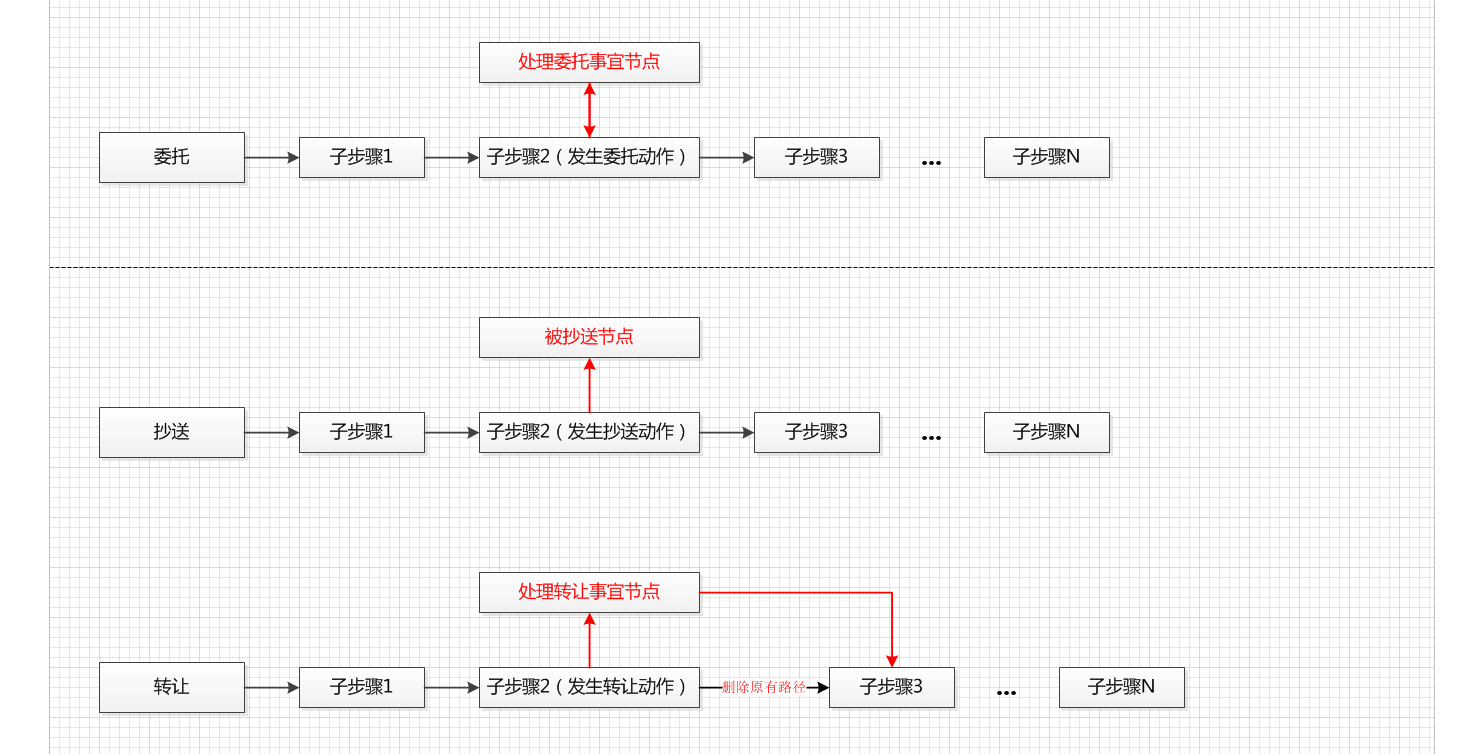 处理委托事宜节点
委托
子步骤1
子步骤2（发生委托动作）
子步骤3
...
子步骤N
被抄送节点
抄送
子步骤1
子步骤2（发生抄送动作）
子步骤3
...
子步骤N
处理转让事宜节点
转让
子步骤1
子步骤2（发生转让动作）
删除原有路径
子步骤3
...
子步骤N